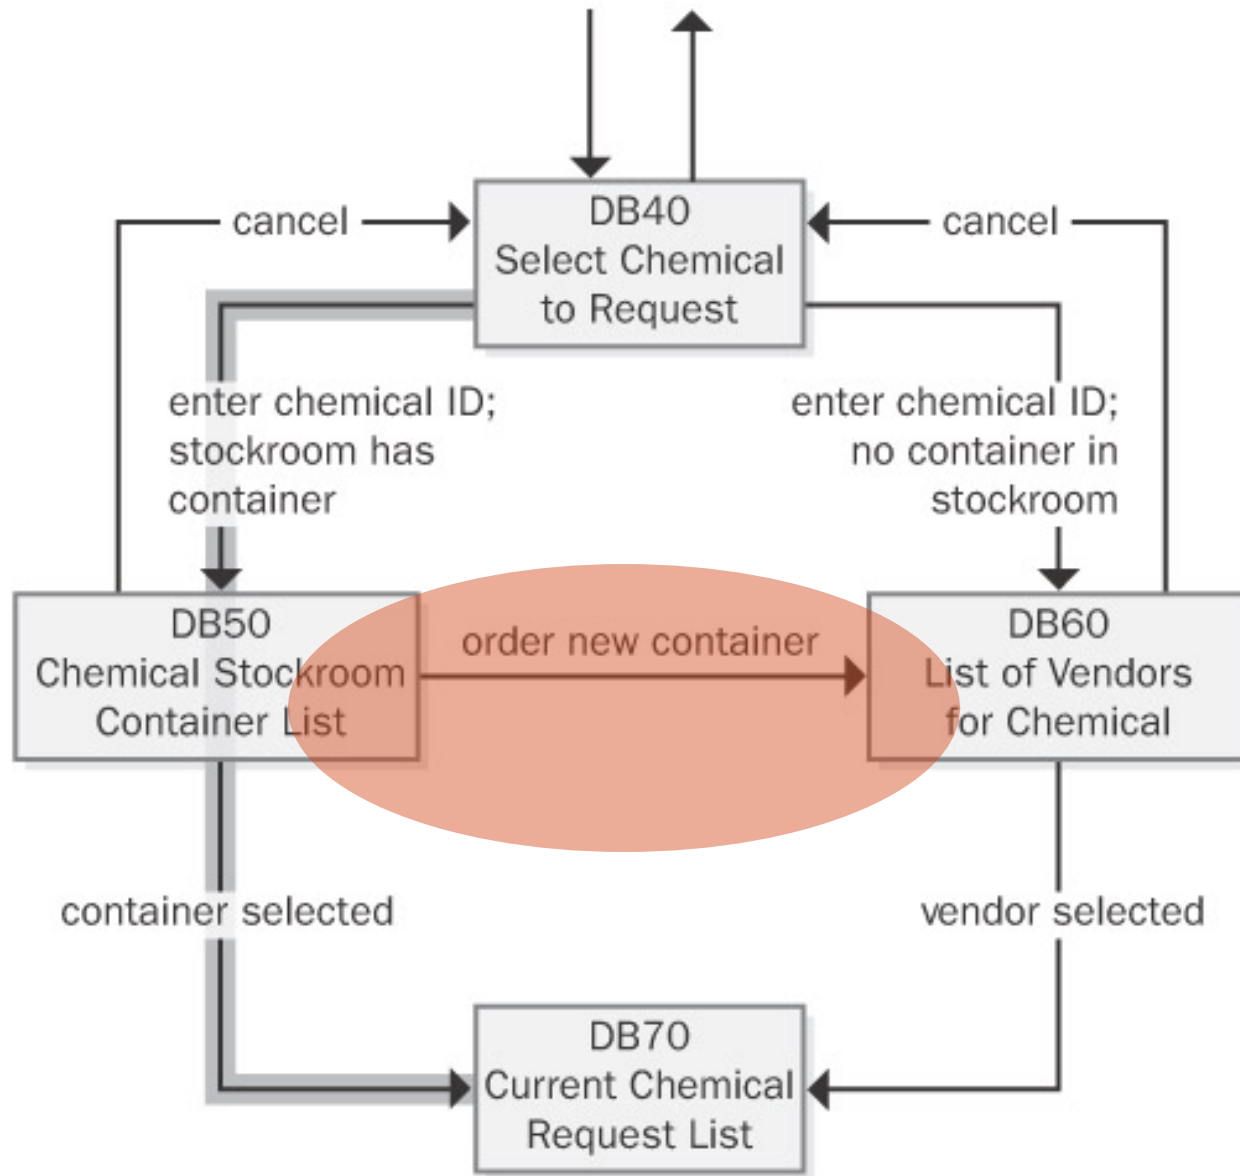 DB40
Select Chemical
to Request
cancel
cancel
enter chemical ID;
stockroom has
container
enter chemical ID;
no container in
stockroom
DB50
Chemical Stockroom
Container List
order new container
DB60
List of Vendors
for Chemical
container selected
vendor selected
DB70
Current Chemical
Request List